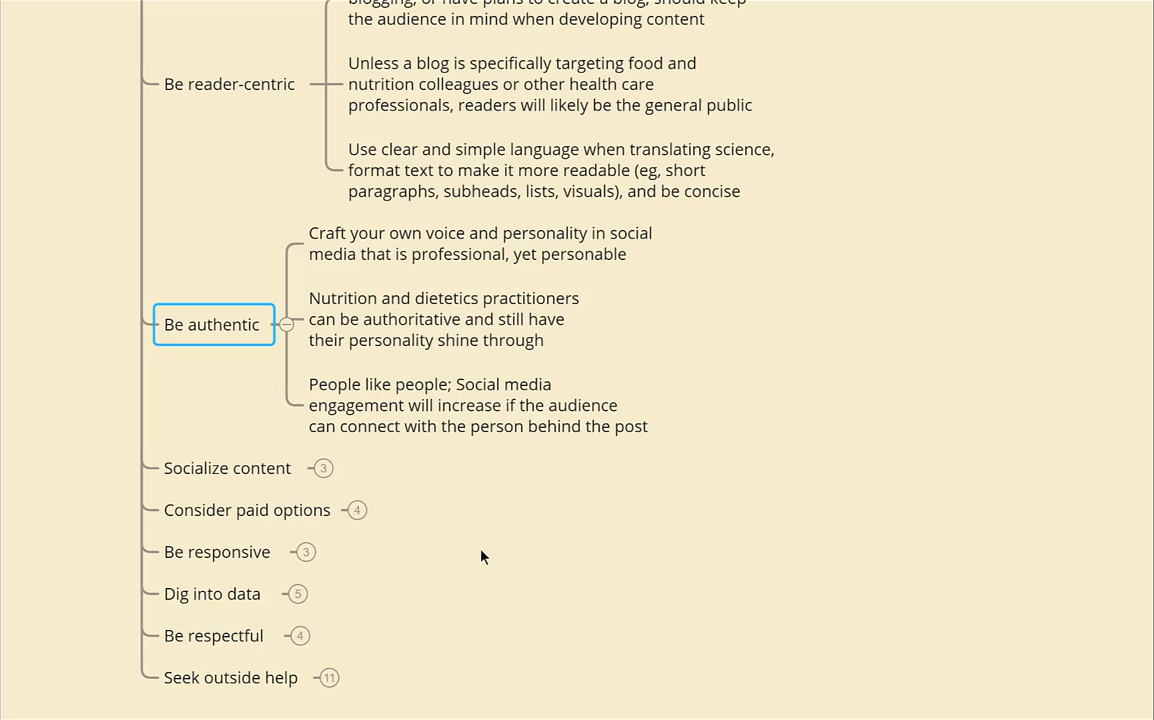 blogging, or have plans to create a blog, should keep
the audience in mind when developing content
Be reader-centric
Unless a blog is specifically targeting food and
nutrition colleagues or other health care
professionals, readers will likely be the general public
Use clear and simple language when translating science,
format text to make it more readable (eg, short
paragraphs, subheads, lists, visuals), and be concise
Be authentic
Craft your own voice and personality in social
media that is professional, yet personable
Nutrition and dietetics practitioners
can be authoritative and still have
their personality shine through
People like people; Social media
engagement will increase if the audience
can connect with the person behind the post
Socialize content 3
Consider paid options 4
Be responsive 3
Dig into data 5
Be respectful 4
Seek outside help 11